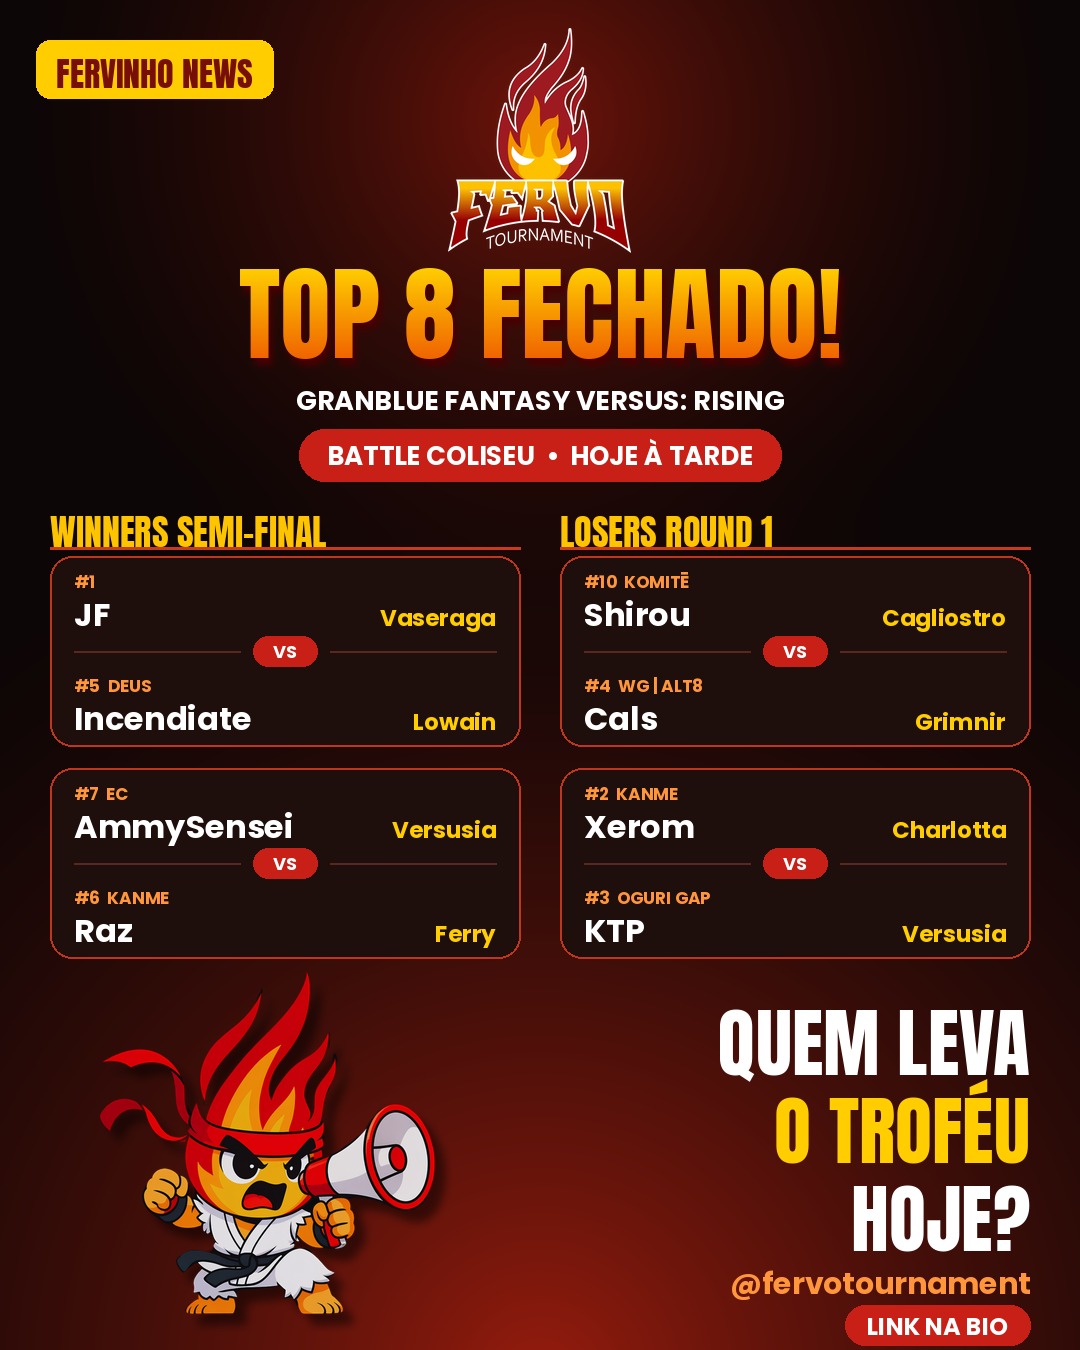 FERVINHO NEWS
FERVO
TOURNAMENT
TOP 8 FECHADO!
GRANBLUE FANTASY VERSUS: RISING
BATTLE COLISEU • HOJE À TARDE
WINNERS SEMI-FINAL
#1
JF Vaseraga
VS
#5 DEUS
Incendiate Lowain
#7 EC
AmmySensei Versusia
VS
#6 KANME
Raz Ferry
LOSERS ROUND 1
#10 KOMITÊ
Shirou Cagliostro
VS
#4 WG|ALT8
Cals Grimnir
#2 KANME
Xerom Charlotta
VS
#3 OGURI GAP
KTP Versusia
QUEM LEVA
O TROFÉU
HOJE?
@fervotournament
LINK NA BIO